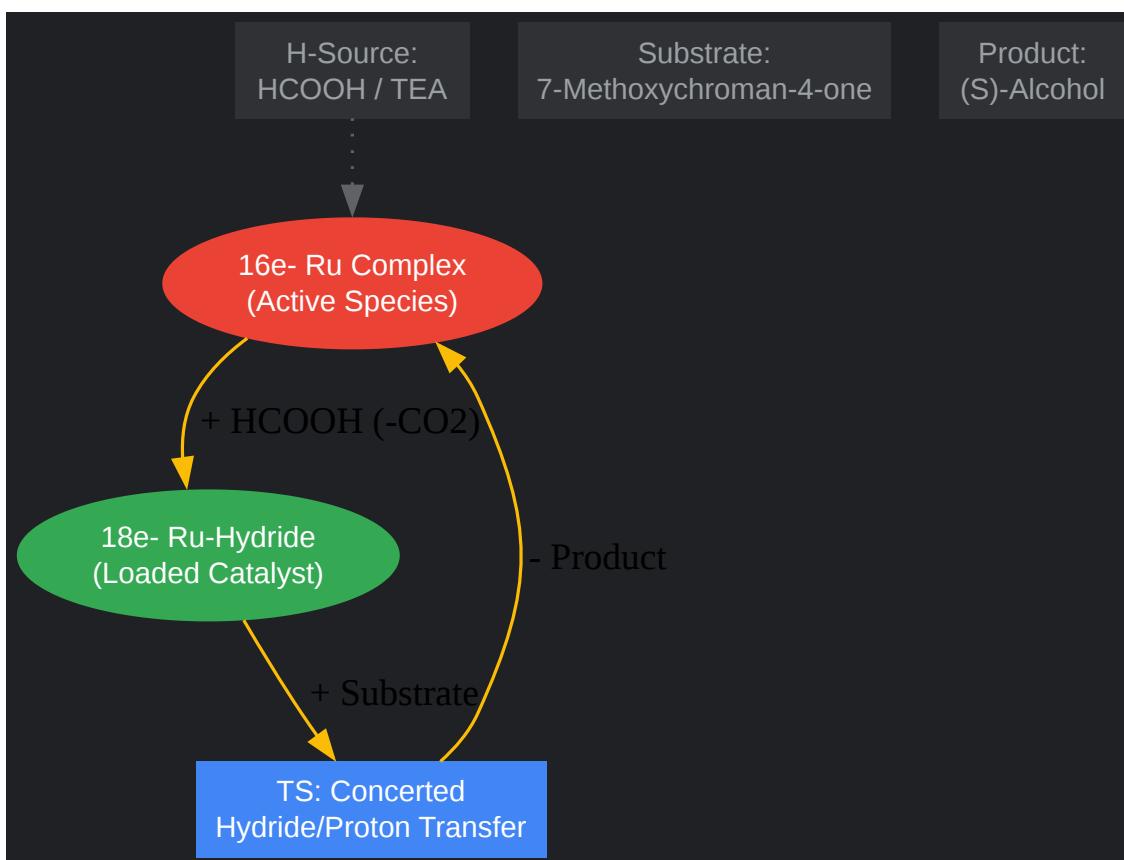 H-Source:
HCOOH / TEA
Substrate:
7-Methoxychroman-4-one
Product:
(S)-Alcohol
16e- Ru Complex
(Active Species)
+ HCOOH (-CO2)
18e- Ru-Hydride
(Loaded Catalyst)
- Product
+ Substrate
TS: Concerted
Hydride/Proton Transfer